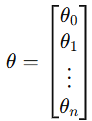 θ = [θ₀
θ₁
⋮
θₙ]